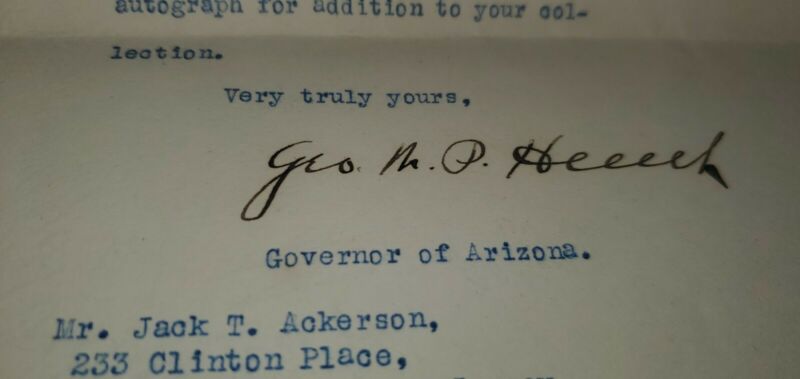 autograph for addition to your col-
lection.
Very truly yours,
Geo. W. P. Hunt
Governor of Arizona.
Mr. Jack T. Ackerson,
233 Clinton Place,